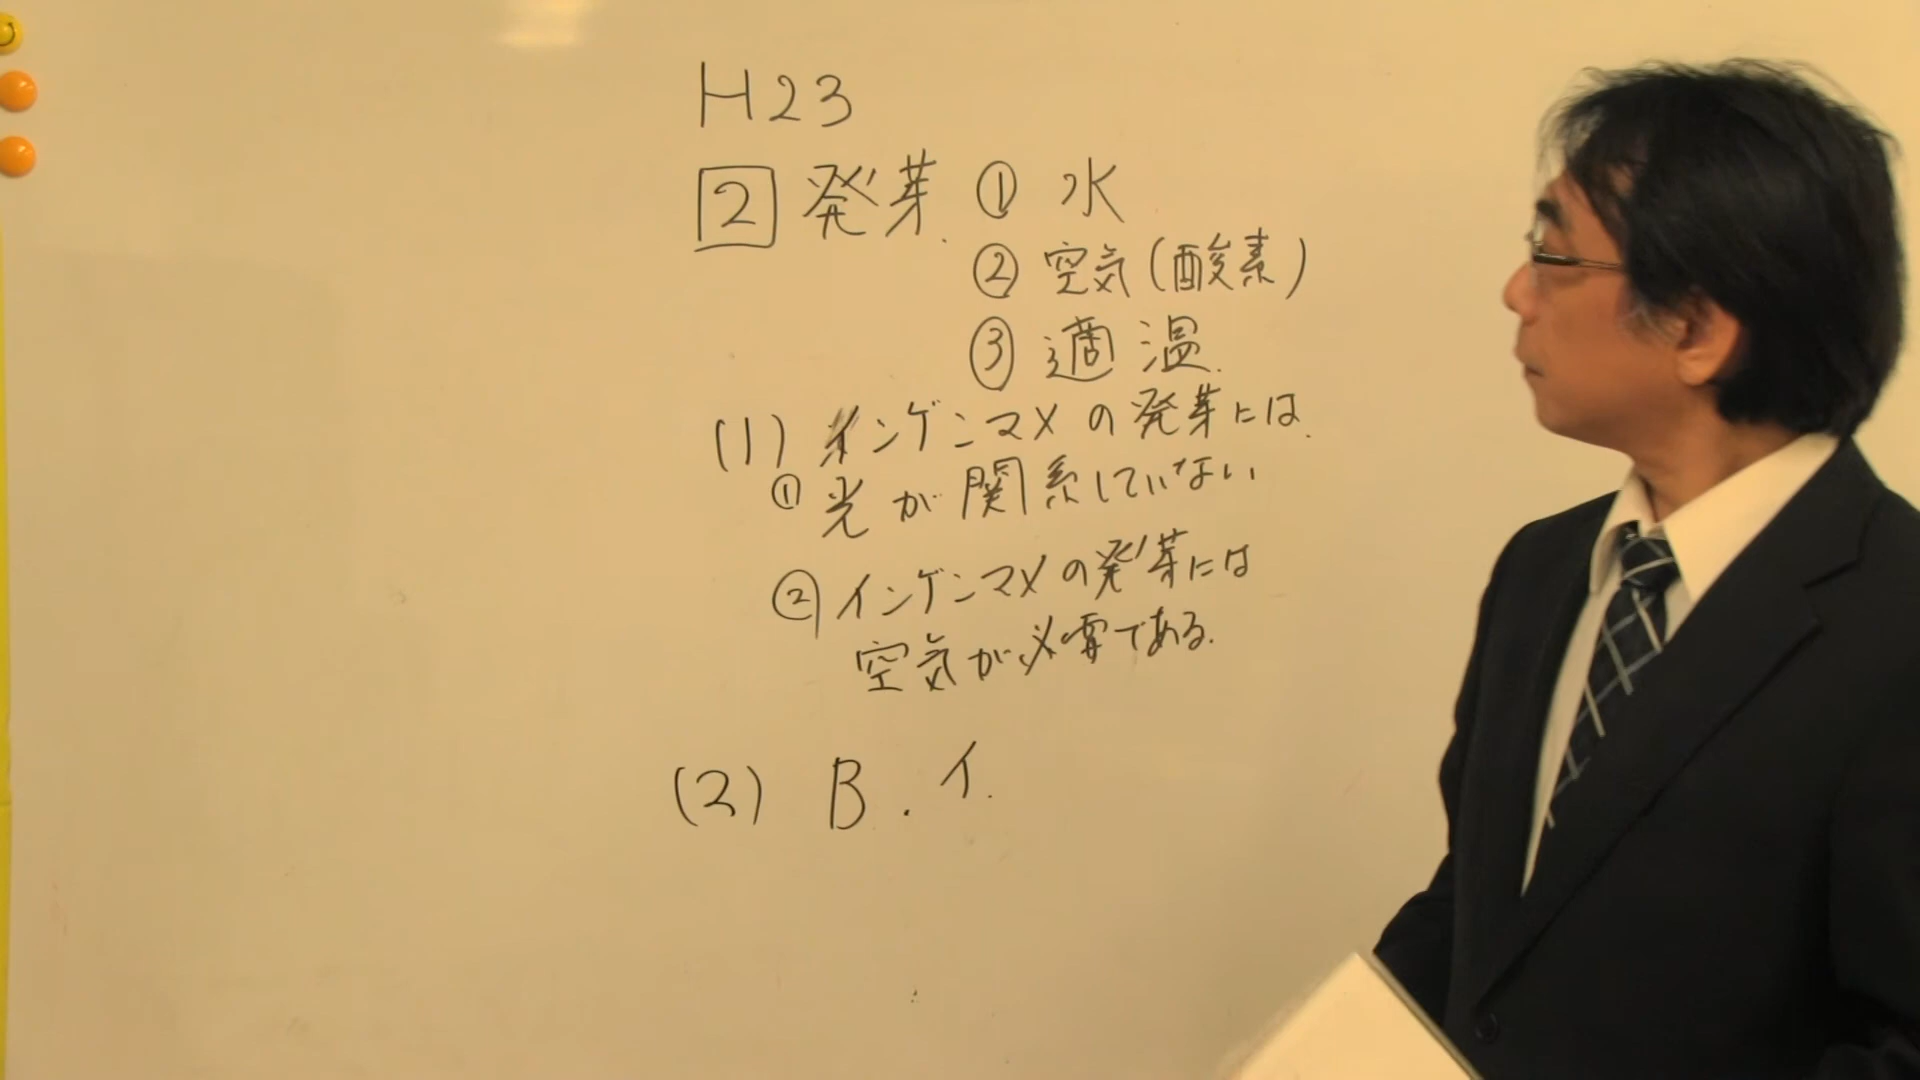 H23
2 発芽. ① 水
② 空気(酸素)
③ 適温.
(1) インゲンマメの発芽には.
① 光が関係していない
② インゲンマメの発芽には
空気が必要である.
(2) B . イ.